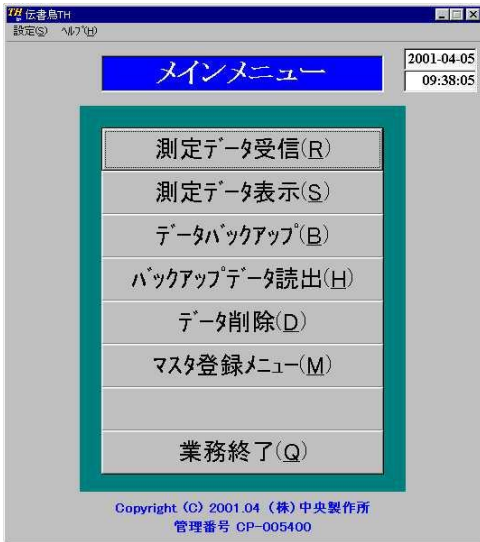 TH 伝書鳥TH
設定(S) ヘルプ(H)
メインメニュー
2001-04-05
09:38:05
測定データ受信(R)
測定データ表示(S)
データバックアップ(B)
バックアップデータ読出(H)
データ削除(D)
マスタ登録メニュー(M)
業務終了(Q)
Copyright (C) 2001.04 (株)中央製作所
管理番号 CP-005400